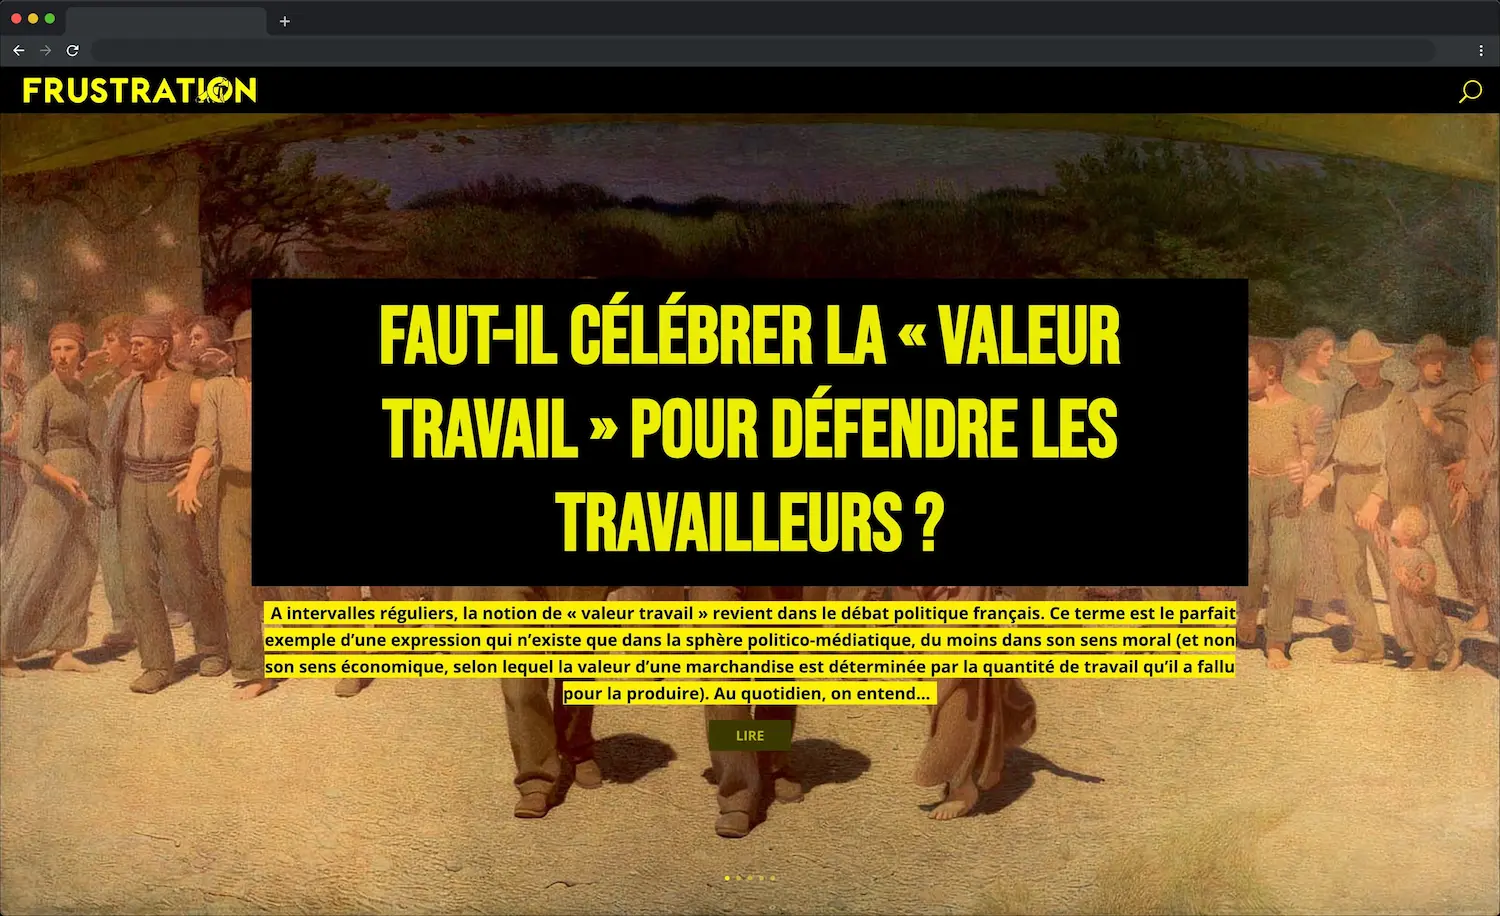 FRUSTRATION
FAUT-IL CÉLÉBRER LA « VALEUR
TRAVAIL » POUR DÉFENDRE LES
TRAVAILLEURS ?
A intervalles réguliers, la notion de « valeur travail » revient dans le débat politique français. Ce terme est le parfait
exemple d’une expression qui n’existe que dans la sphère politico-médiatique, du moins dans son sens moral (et non
son sens économique, selon lequel la valeur d’une marchandise est déterminée par la quantité de travail qu’il a fallu
pour la produire). Au quotidien, on entend...
LIRE